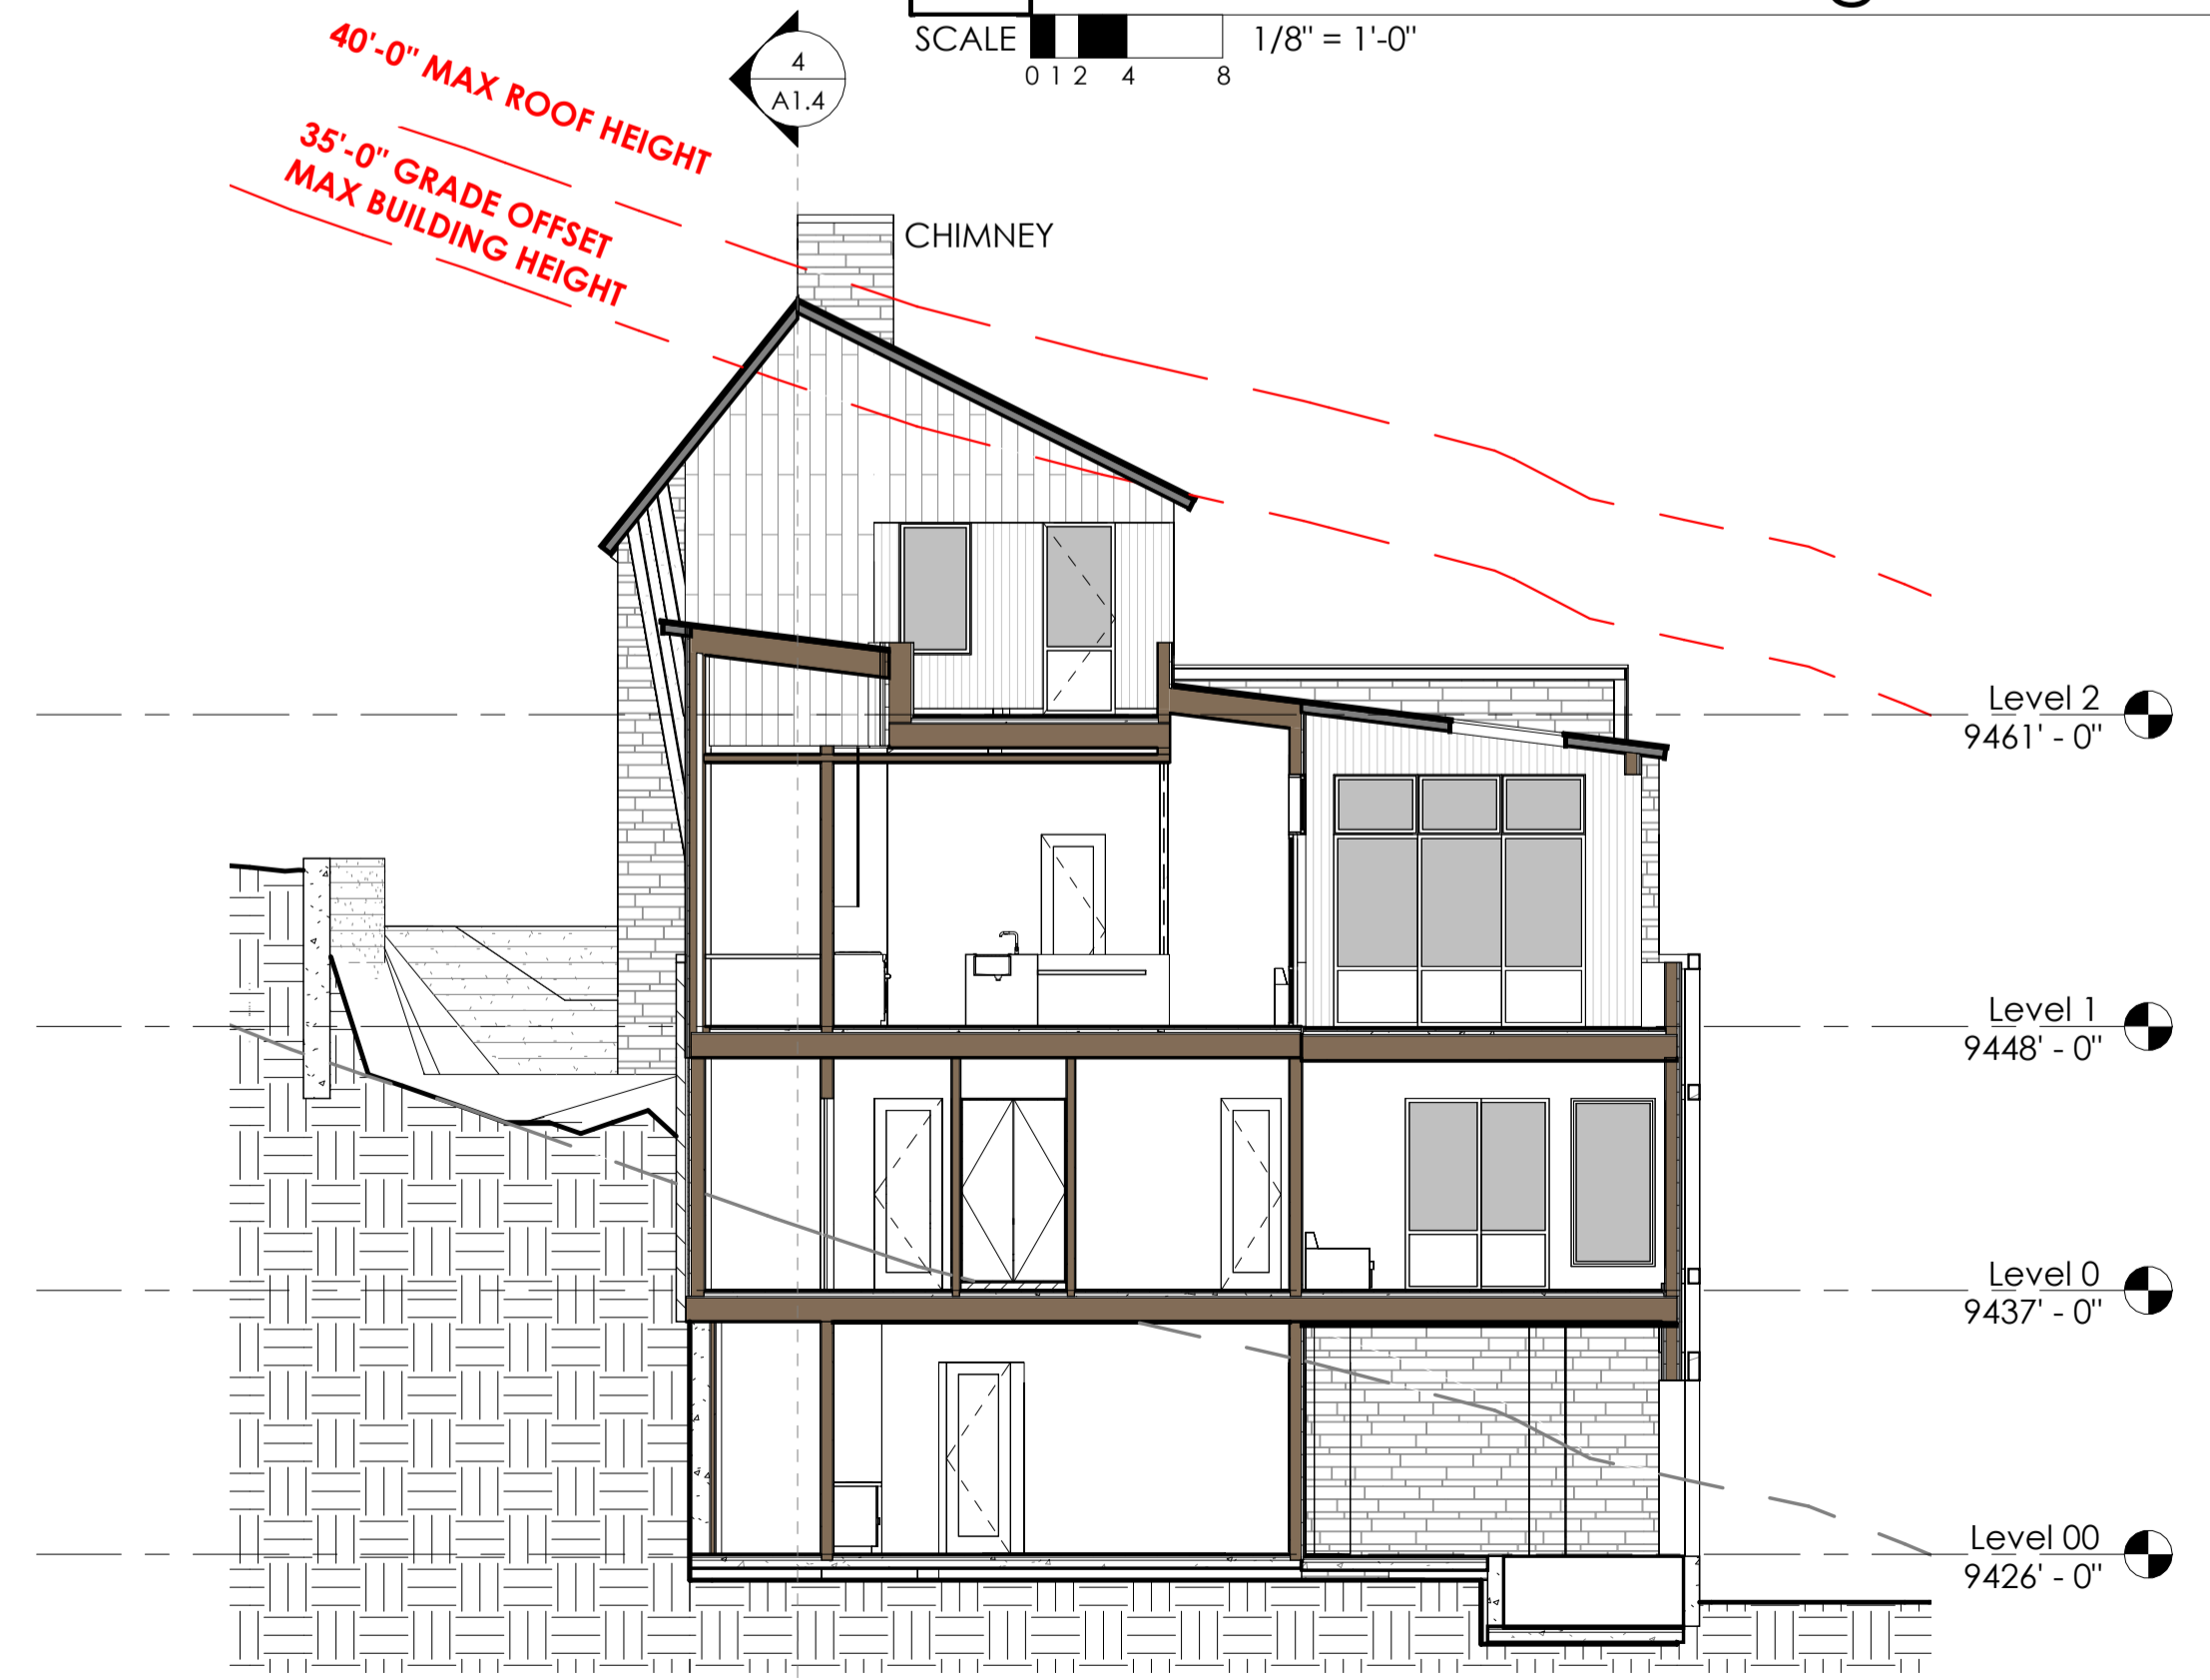 SCALE
1/8" = 1'-0"
0 1 2 4 8
4
A1.4
40'-0" MAX ROOF HEIGHT
35'-0" GRADE OFFSET
MAX BUILDING HEIGHT
CHIMNEY
Level 2
9461' - 0"
Level 1
9448' - 0"
Level 0
9437' - 0"
Level 00
9426' - 0"